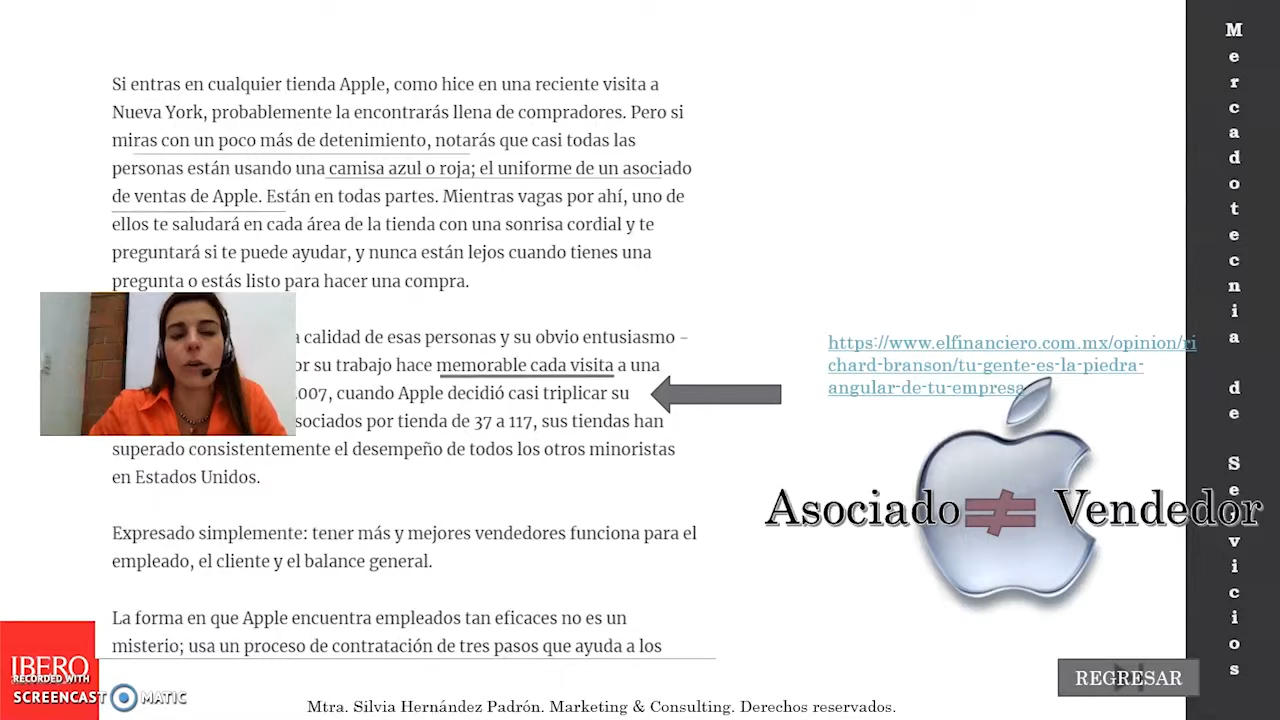 Si entras en cualquier tienda Apple, como hice en una reciente visita a
Nueva York, probablemente la encontrarás llena de compradores. Pero si
miras con un poco más de detenimiento, notarás que casi todas las
personas están usando una camisa azul o roja; el uniforme de un asociado
de ventas de Apple. Están en todas partes. Mientras vagas por ahí, uno de
ellos te saludará en cada área de la tienda con una sonrisa cordial y te
preguntará si te puede ayudar, y nunca están lejos cuando tienes una
pregunta o estás listo para hacer una compra.
a calidad de esas personas y su obvio entusiasmo –
or su trabajo hace memorable cada visita a una
007, cuando Apple decidió casi triplicar su
sociados por tienda de 37 a 117, sus tiendas han
superado consistentemente el desempeño de todos los otros minoristas
en Estados Unidos.
Expresado simplemente: tener más y mejores vendedores funciona para el
empleado, el cliente y el balance general.
La forma en que Apple encuentra empleados tan eficaces no es un
misterio; usa un proceso de contratación de tres pasos que ayuda a los
https://www.elfinanciero.com.mx/opinion/ri
chard-branson/tu-gente-es-la-piedra-
angular-de-tu-empresa
Asociado ≠ Vendedor
Mercadotecnia de Servicios
REGRESAR
IBERO
RECORDED WITH
SCREENCAST MATIC
Mtra. Silvia Hernández Padrón. Marketing & Consulting. Derechos reservados.